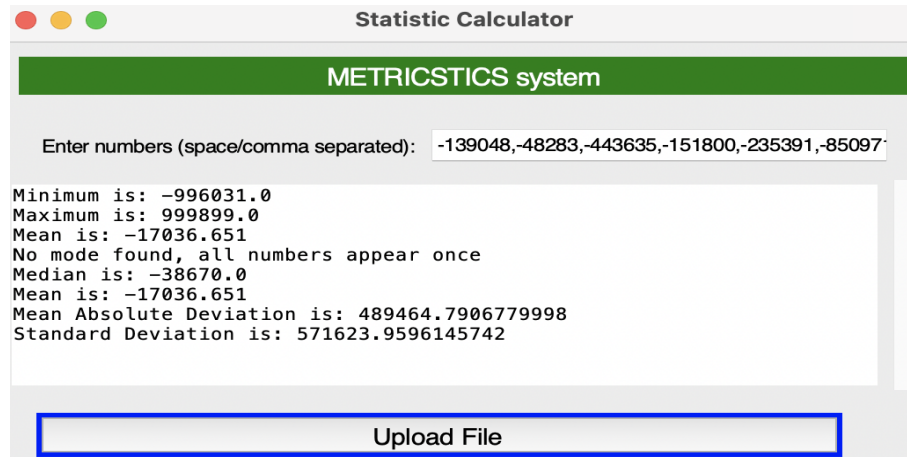 Statistic Calculator
METRICSTICS system
Enter numbers (space/comma separated): -139048,-48283,-443635,-151800,-235391,-850971
Minimum is: -996031.0
Maximum is: 999899.0
Mean is: -17036.651
No mode found, all numbers appear once
Median is: -38670.0
Mean is: -17036.651
Mean Absolute Deviation is: 489464.7906779998
Standard Deviation is: 571623.9596145742
Upload File